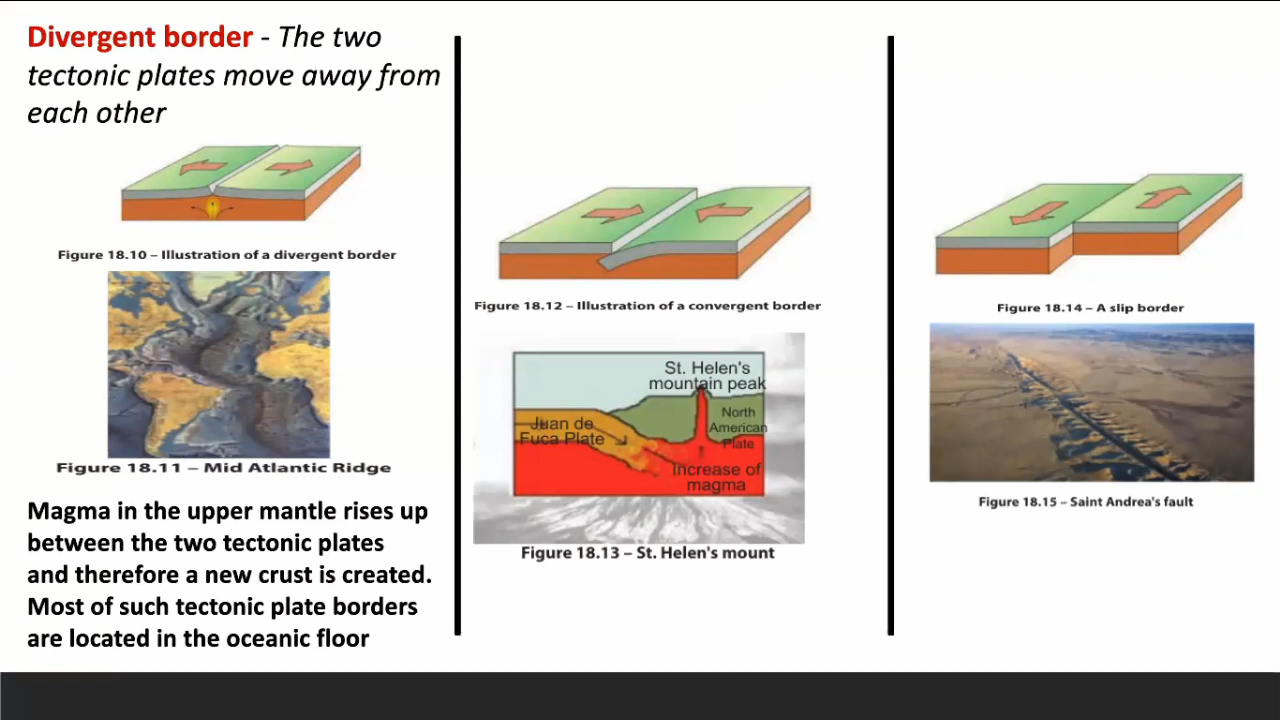 Divergent border - The two
tectonic plates move away from
each other
Figure 18.10 – Illustration of a divergent border
Figure 18.11 – Mid Atlantic Ridge
Magma in the upper mantle rises up
between the two tectonic plates
and therefore a new crust is created.
Most of such tectonic plate borders
are located in the oceanic floor
Figure 18.12 – Illustration of a convergent border
St. Helen's
mountain peak
Juan de
Fuca Plate
North
American
Plate
Increase of
magma
Figure 18.13 – St. Helen's mount
Figure 18.14 – A slip border
Figure 18.15 – Saint Andrea's fault